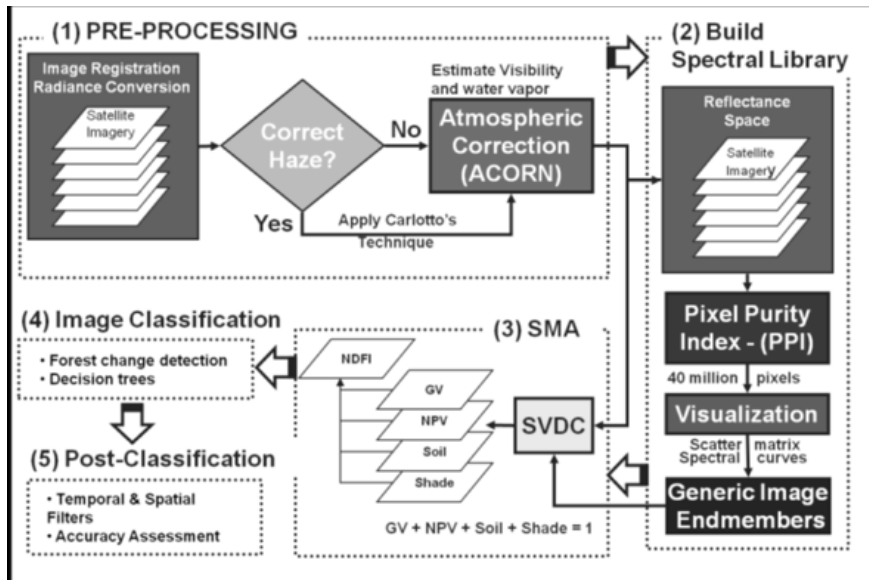 (1) PRE-PROCESSING
Image Registration
Radiance Conversion
Satellite
Imagery
Correct
Haze?
No
Yes
Apply Carlotto's
Technique
Estimate Visibility
and water vapor
Atmospheric
Correction
(ACORN)
(2) Build
Spectral Library
Reflectance
Space
Satellite
Imagery
Pixel Purity
Index - (PPI)
40 million pixels
Visualization
Scatter matrix
Spectral curves
Generic Image
Endmembers
(3) SMA
NDFI
GV
NPV
Soil
Shade
SVDC
GV + NPV + Soil + Shade = 1
(4) Image Classification
• Forest change detection
• Decision trees
(5) Post-Classification
• Temporal & Spatial
Filters
• Accuracy Assessment